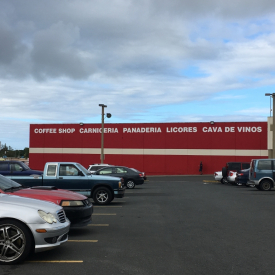 COFFEE SHOP CARNICERIA PANADERIA LICORES CAVA DE VINOS